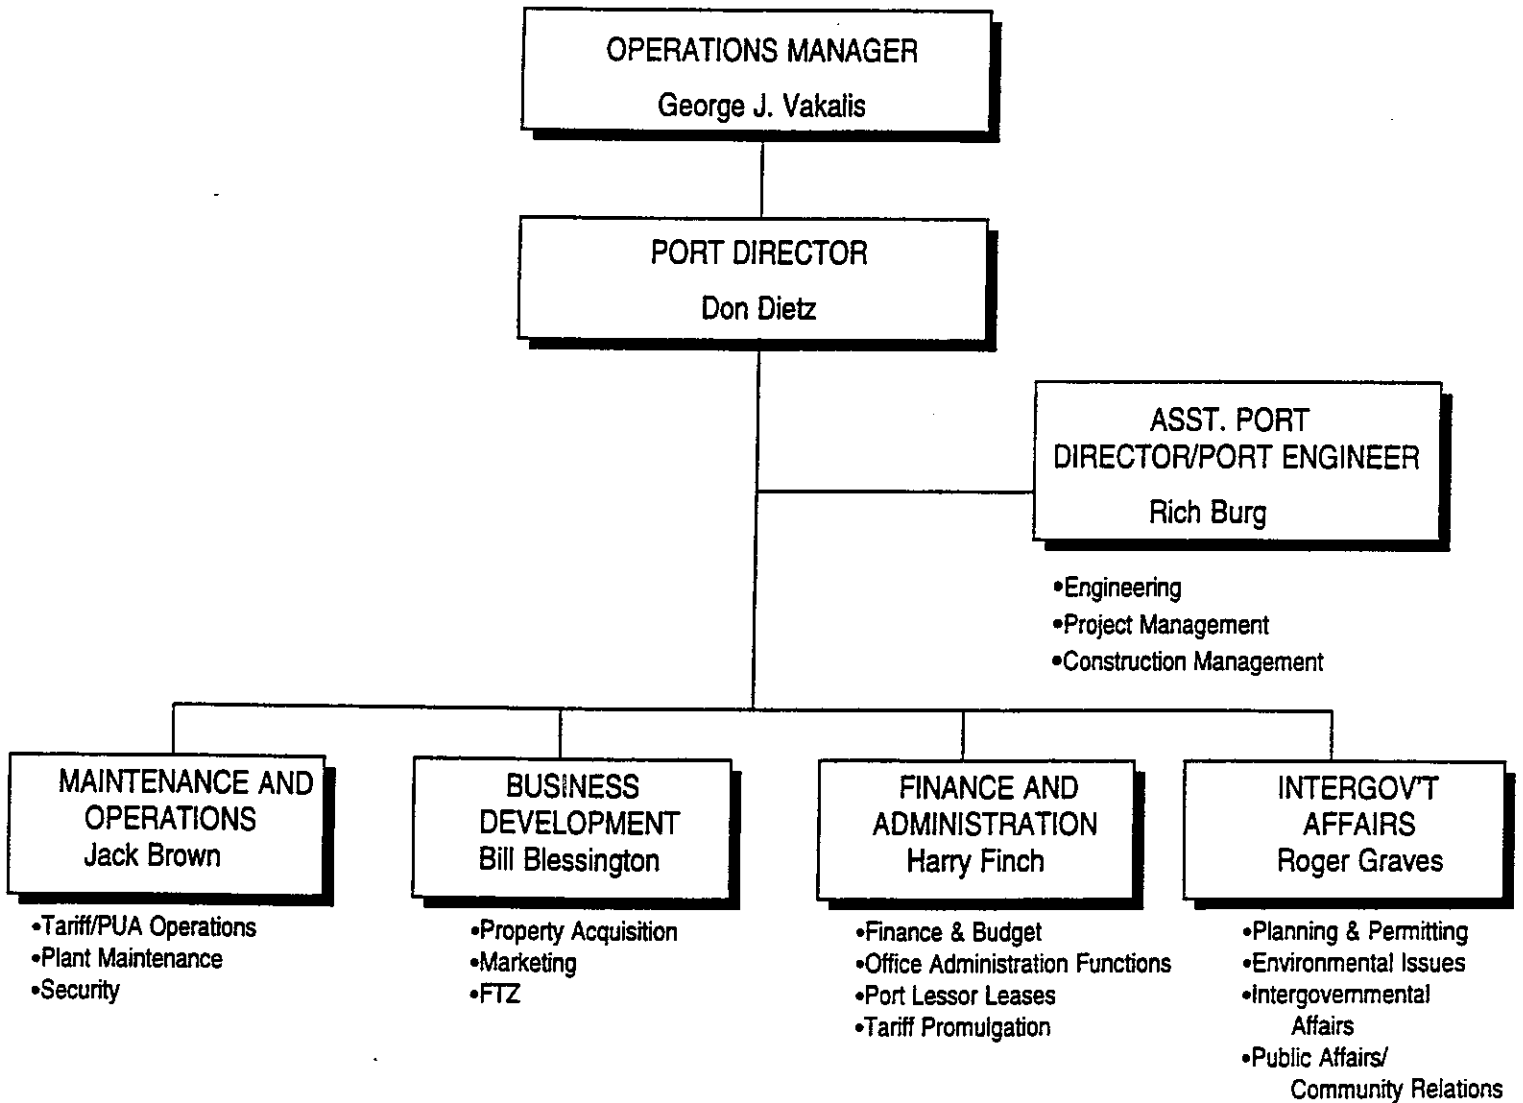 OPERATIONS MANAGER
George J. Vakalis
PORT DIRECTOR
Don Dietz
ASST. PORT
DIRECTOR/PORT ENGINEER
Rich Burg
•Engineering
•Project Management
•Construction Management
MAINTENANCE AND
OPERATIONS
Jack Brown
•Tariff/PUA Operations
•Plant Maintenance
•Security
BUSINESS
DEVELOPMENT
Bill Blessington
•Property Acquisition
•Marketing
•FTZ
FINANCE AND
ADMINISTRATION
Harry Finch
•Finance & Budget
•Office Administration Functions
•Port Lessor Leases
•Tariff Promulgation
INTERGOV'T
AFFAIRS
Roger Graves
•Planning & Permitting
•Environmental Issues
•Intergovernmental
Affairs
•Public Affairs/
Community Relations